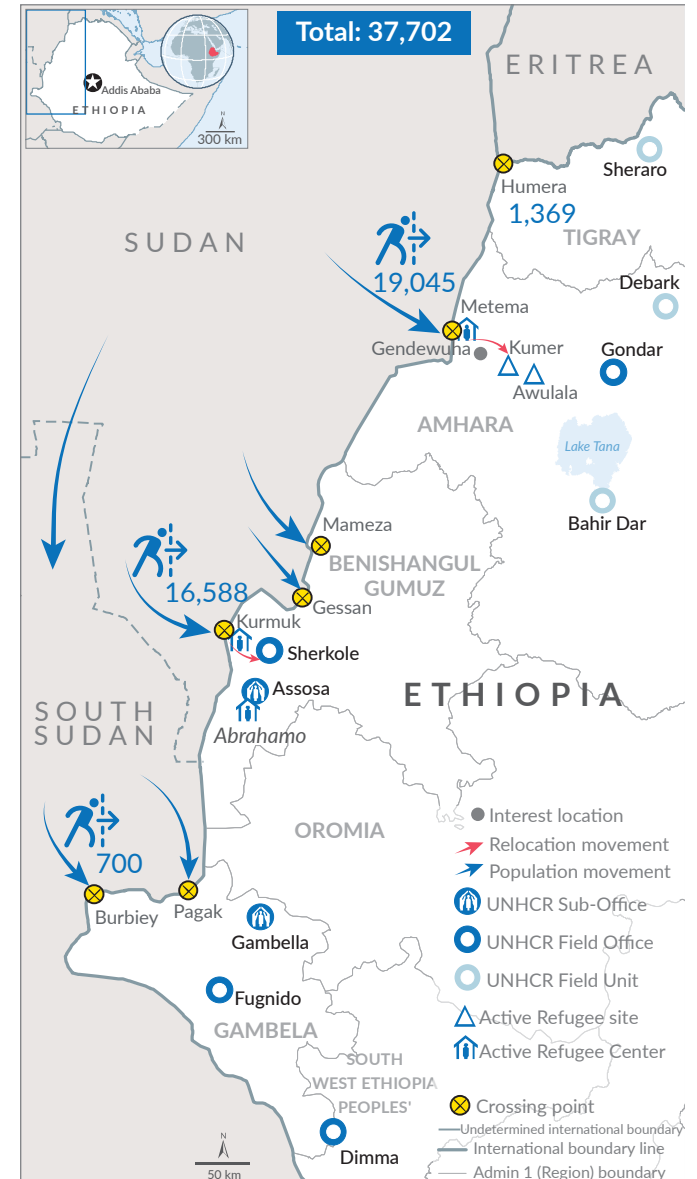 Total: 37,702
Addis Ababa
ETHIOPIA
N
300 km
ERITREA
Sheraro
Humera
1,369
TIGRAY
SUDAN
19,045
Debark
Metema
Gendewuha
Kumer
Gondar
Awulala
AMHARA
Lake Tana
Bahir Dar
Mameza
BENISHANGUL
GUMUZ
16,588
Gessan
Kurmuk
Sherkole
Assosa
ETHIOPIA
Abrahamo
SOUTH
SUDAN
OROMIA
700
Burbiey
Pagak
Gambella
Fugnido
GAMBELA
SOUTH
WEST ETHIOPIA
PEOPLES'
Dimma
N
50 km
Interest location
Relocation movement
Population movement
UNHCR Sub-Office
UNHCR Field Office
UNHCR Field Unit
Active Refugee site
Active Refugee Center
Crossing point
Undetermined international boundary
International boundary line
Admin 1 (Region) boundary